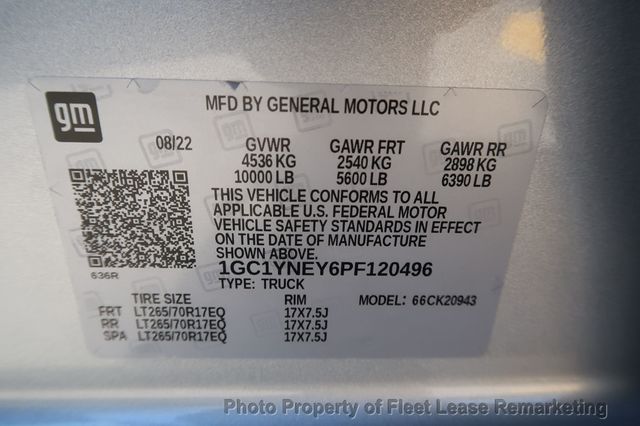 gm
MFD BY GENERAL MOTORS LLC
08/22
GVWR GAWR FRT GAWR RR
4536 KG 2540 KG 2898 KG
10000 LB 5600 LB 6390 LB
THIS VEHICLE CONFORMS TO ALL
APPLICABLE U.S. FEDERAL MOTOR
VEHICLE SAFETY STANDARDS IN EFFECT
ON THE DATE OF MANUFACTURE
SHOWN ABOVE.
636R
1GC1YNEY6PF120496
TYPE: TRUCK
TIRE SIZE RIM MODEL: 66CK20943
FRT LT265/70R17EQ 17X7.5J
RR LT265/70R17EQ 17X7.5J
SPA LT265/70R17EQ 17X7.5J
Photo Property of Fleet Lease Remarketing